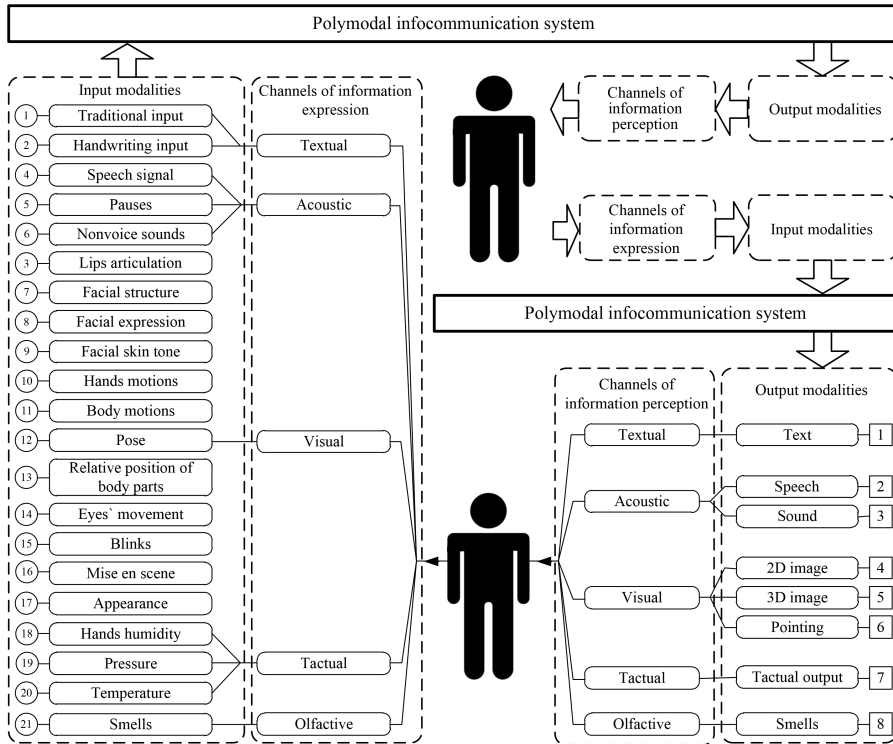 Polymodal infocommunication system
Input modalities
1 Traditional input
2 Handwriting input
4 Speech signal
5 Pauses
6 Nonvoice sounds
3 Lips articulation
7 Facial structure
8 Facial expression
9 Facial skin tone
10 Hands motions
11 Body motions
12 Pose
13 Relative position of
body parts
14 Eyes` movement
15 Blinks
16 Mise en scene
17 Appearance
18 Hands humidity
19 Pressure
20 Temperature
21 Smells
Channels of information
expression
Textual
Acoustic
Visual
Tactual
Olfactive
Channels of
information
perception
Output modalities
Channels of
information
expression
Input modalities
Polymodal infocommunication system
Channels of
information perception
Textual
Acoustic
Visual
Tactual
Olfactive
Output modalities
Text 1
Speech 2
Sound 3
2D image 4
3D image 5
Pointing 6
Tactual output 7
Smells 8